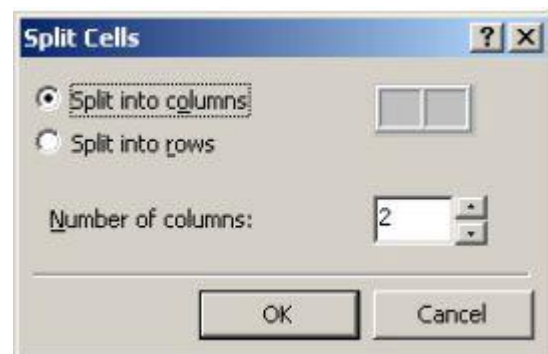 Split Cells
Split into columns
Split into rows
Number of columns: 2
OK Cancel